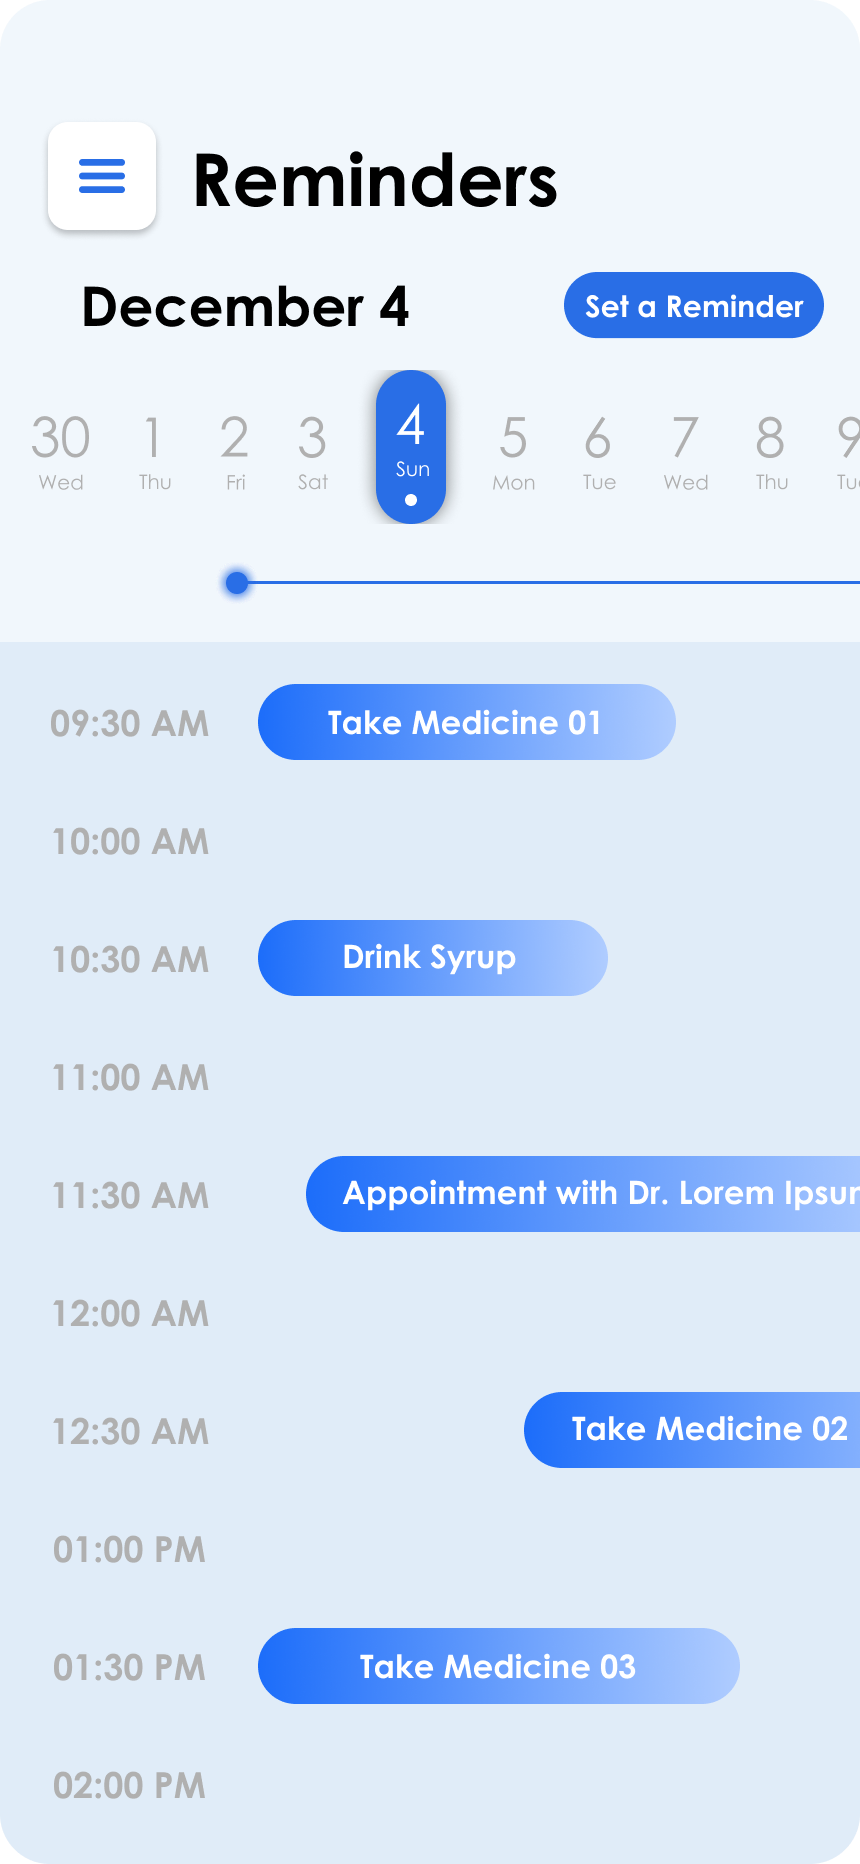 Reminders
December 4
Set a Reminder
30 1 2 3 4 5 6 7 8 9
Wed Thu Fri Sat Sun Mon Tue Wed Thu Tu
09:30 AM Take Medicine 01
10:00 AM
10:30 AM Drink Syrup
11:00 AM
11:30 AM Appointment with Dr. Lorem Ipsu
12:00 AM
12:30 AM Take Medicine 02
01:00 PM
01:30 PM Take Medicine 03
02:00 PM